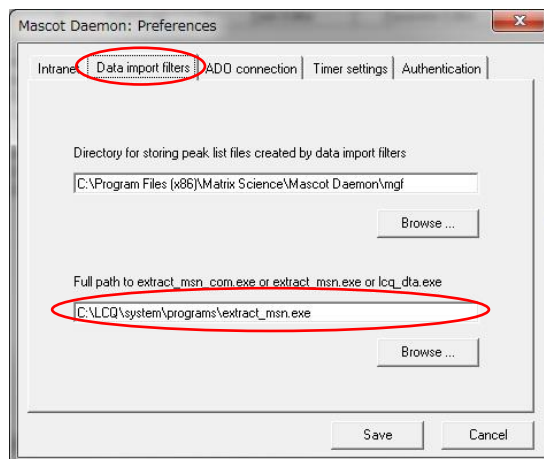 Mascot Daemon: Preferences
Intranet Data import filters ADO connection Timer settings Authentication
Directory for storing peak list files created by data import filters
C:\Program Files (x86)\Matrix Science\Mascot Daemon\mgf
Browse ...
Full path to extract_msn_com.exe or extract_msn.exe or lcq_dta.exe
C:\LCQ\system\programs\extract_msn.exe
Browse ...
Save Cancel